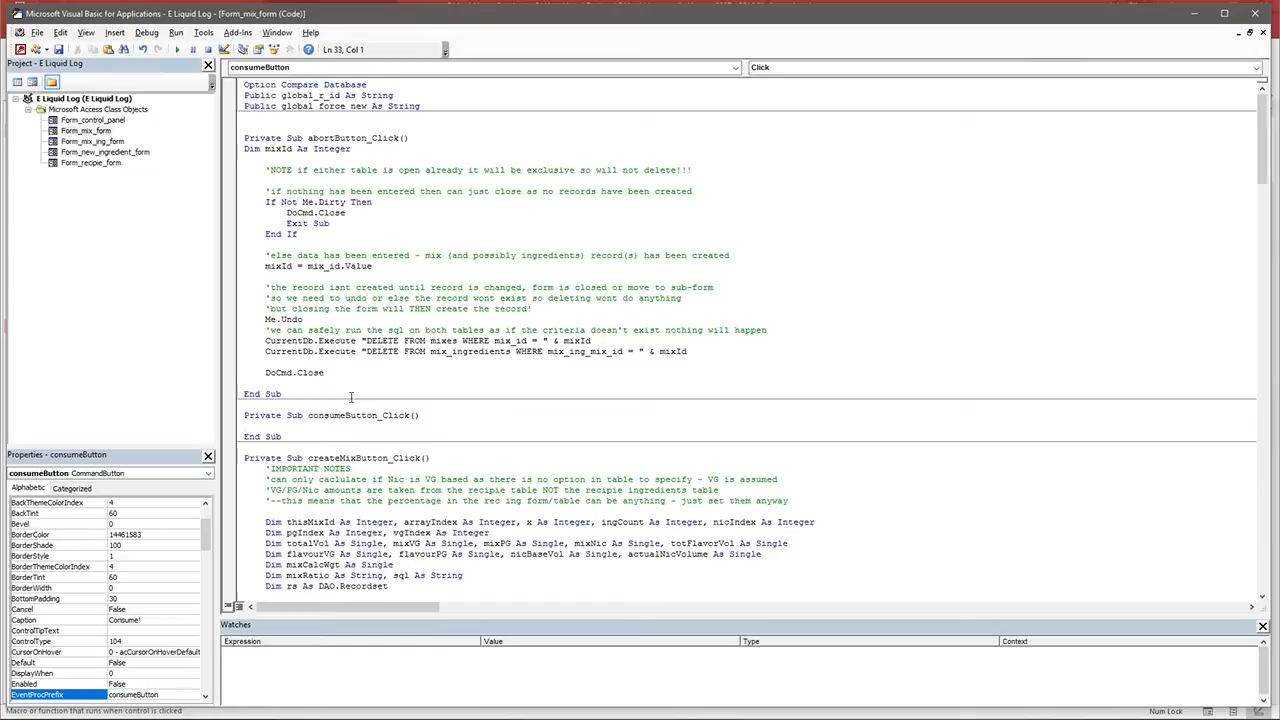 Microsoft Visual Basic for Applications - E Liquid Log - [Form_mix_form (Code)]
File Edit View Insert Debug Run Tools Add-Ins Window Help
Ln 33, Col 1
Project - E Liquid Log
consumeButton Click
E Liquid Log (E Liquid Log)
Microsoft Access Class Objects
Form_control_panel
Form_mix_form
Form_mix_ing_form
Form_new_ingredient_form
Form_recipie_form
Option Compare Database
Public global_r_id As String
Public global_force_new As String
Private Sub abortButton_Click()
Dim mixId As Integer
'NOTE if either table is open already it will be exclusive so will not delete!!!
'if nothing has been entered then can just close as no records have been created
If Not Me.Dirty Then
DoCmd.Close
Exit Sub
End If
'else data has been entered - mix (and possibly ingredients) record(s) has been created
mixId = mix_id.Value
'the record isnt created until record is changed, form is closed or move to sub-form
'so we need to undo or else the record wont exist so deleting wont do anything
'but closing the form will THEN create the record!
Me.Undo
'we can safely run the sql on both tables as if the criteria doesn't exist nothing will happen
CurrentDb.Execute "DELETE FROM mixes WHERE mix_id = " & mixId
CurrentDb.Execute "DELETE FROM mix_ingredients WHERE mix_ing_mix_id = " & mixId
DoCmd.Close
End Sub
Private Sub consumeButton_Click()
End Sub
Private Sub createMixButton_Click()
'IMPORTANT NOTES
'can only caclulate if Nic is VG based as there is no option in table to specify - VG is assumed
'VG/PG/Nic amounts are taken from the recipie table NOT the recipie ingredients table
'--this means that the percentage in the rec ing form/table can be anything - just set them anyway
Dim thisMixId As Integer, arrayIndex As Integer, x As Integer, ingCount As Integer, nicIndex As Integer
Dim pgIndex As Integer, vgIndex As Integer
Dim totalVol As Single, mixVG As Single, mixPG As Single, mixNic As Single, totFlavorVol As Single
Dim flavourVG As Single, flavourPG As Single, nicBaseVol As Single, actualNicVolume As Single
Dim mixCalcWgt As Single
Dim mixRatio As String, sql As String
Dim rs As DAO.Recordset
Properties - consumeButton
consumeButton CommandButton
Alphabetic Categorized
BackThemeColorIndex 4
BackTint 60
Bevel 0
BorderColor 14461583
BorderShade 100
BorderStyle 1
BorderThemeColorIndex 4
BorderTint 60
BorderWidth 0
BottomPadding 30
Cancel False
Caption Consume!
ControlTipText
ControlType 104
CursorOnHover 0 - acCursorOnHoverDefault
Default False
DisplayWhen 0
Enabled False
EventProcPrefix consumeButton
Watches
Expression Value Type Context
Macro or function that runs when control is clicked
Num Lock